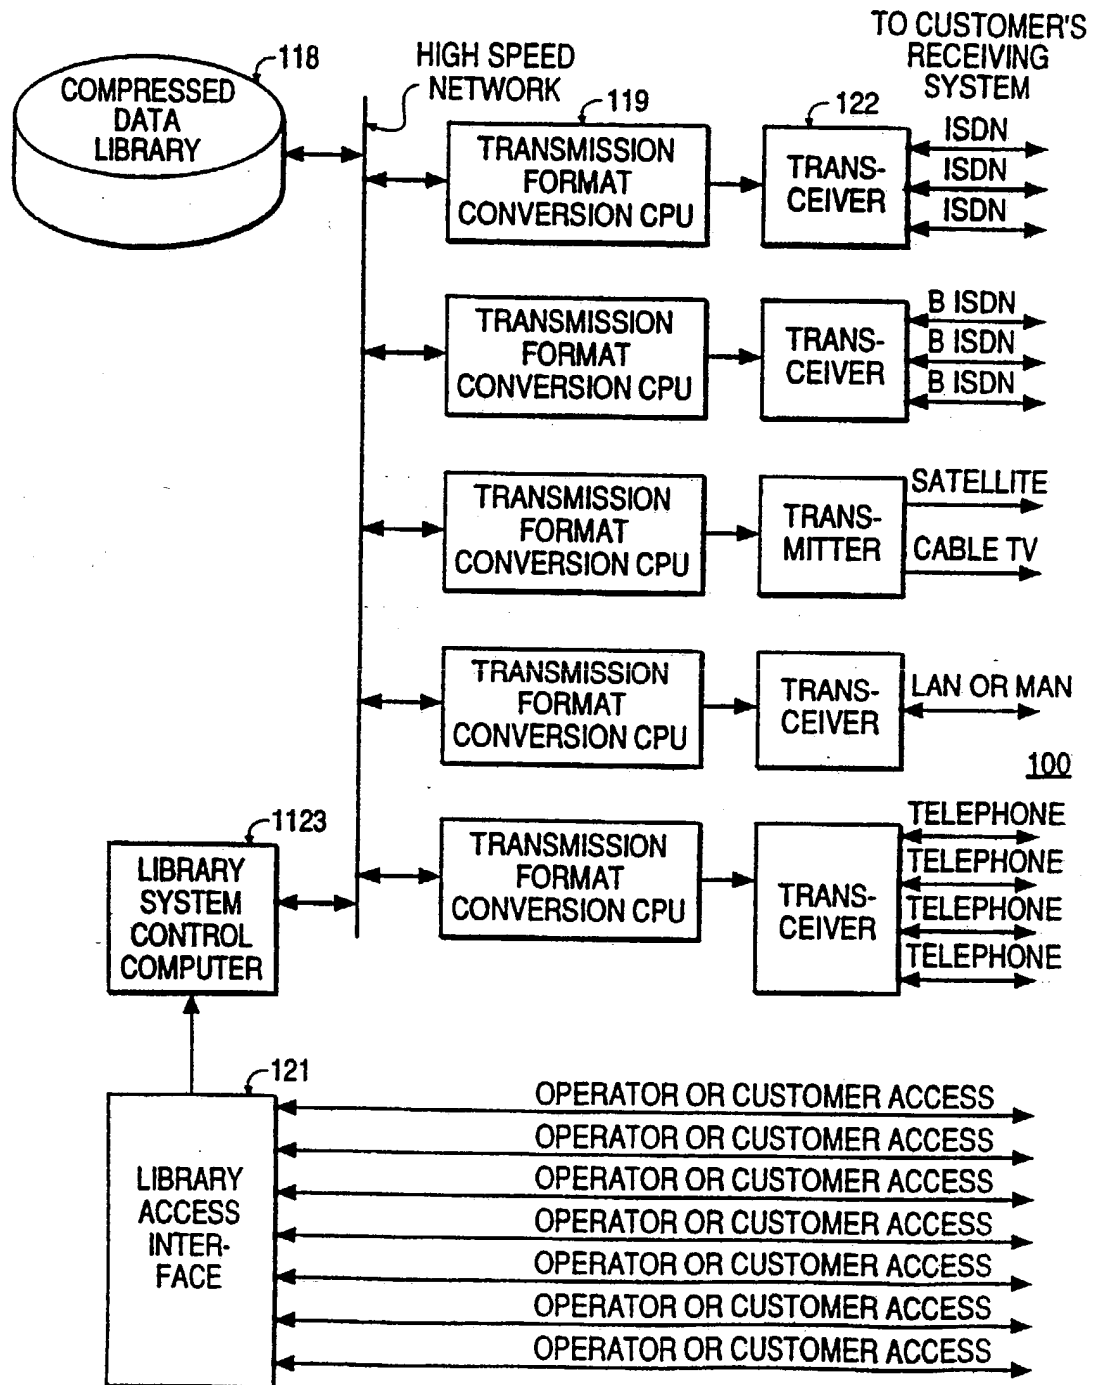 TO CUSTOMER'S
RECEIVING
SYSTEM
118
COMPRESSED
DATA
LIBRARY
HIGH SPEED
NETWORK
119
TRANSMISSION
FORMAT
CONVERSION CPU
122
TRANS-
CEIVER
ISDN
ISDN
ISDN
TRANSMISSION
FORMAT
CONVERSION CPU
TRANS-
CEIVER
B ISDN
B ISDN
B ISDN
TRANSMISSION
FORMAT
CONVERSION CPU
TRANS-
MITTER
SATELLITE
CABLE TV
TRANSMISSION
FORMAT
CONVERSION CPU
TRANS-
CEIVER
LAN OR MAN
100
1123
LIBRARY
SYSTEM
CONTROL
COMPUTER
TRANSMISSION
FORMAT
CONVERSION CPU
TRANS-
CEIVER
TELEPHONE
TELEPHONE
TELEPHONE
TELEPHONE
121
LIBRARY
ACCESS
INTER-
FACE
OPERATOR OR CUSTOMER ACCESS
OPERATOR OR CUSTOMER ACCESS
OPERATOR OR CUSTOMER ACCESS
OPERATOR OR CUSTOMER ACCESS
OPERATOR OR CUSTOMER ACCESS
OPERATOR OR CUSTOMER ACCESS
OPERATOR OR CUSTOMER ACCESS